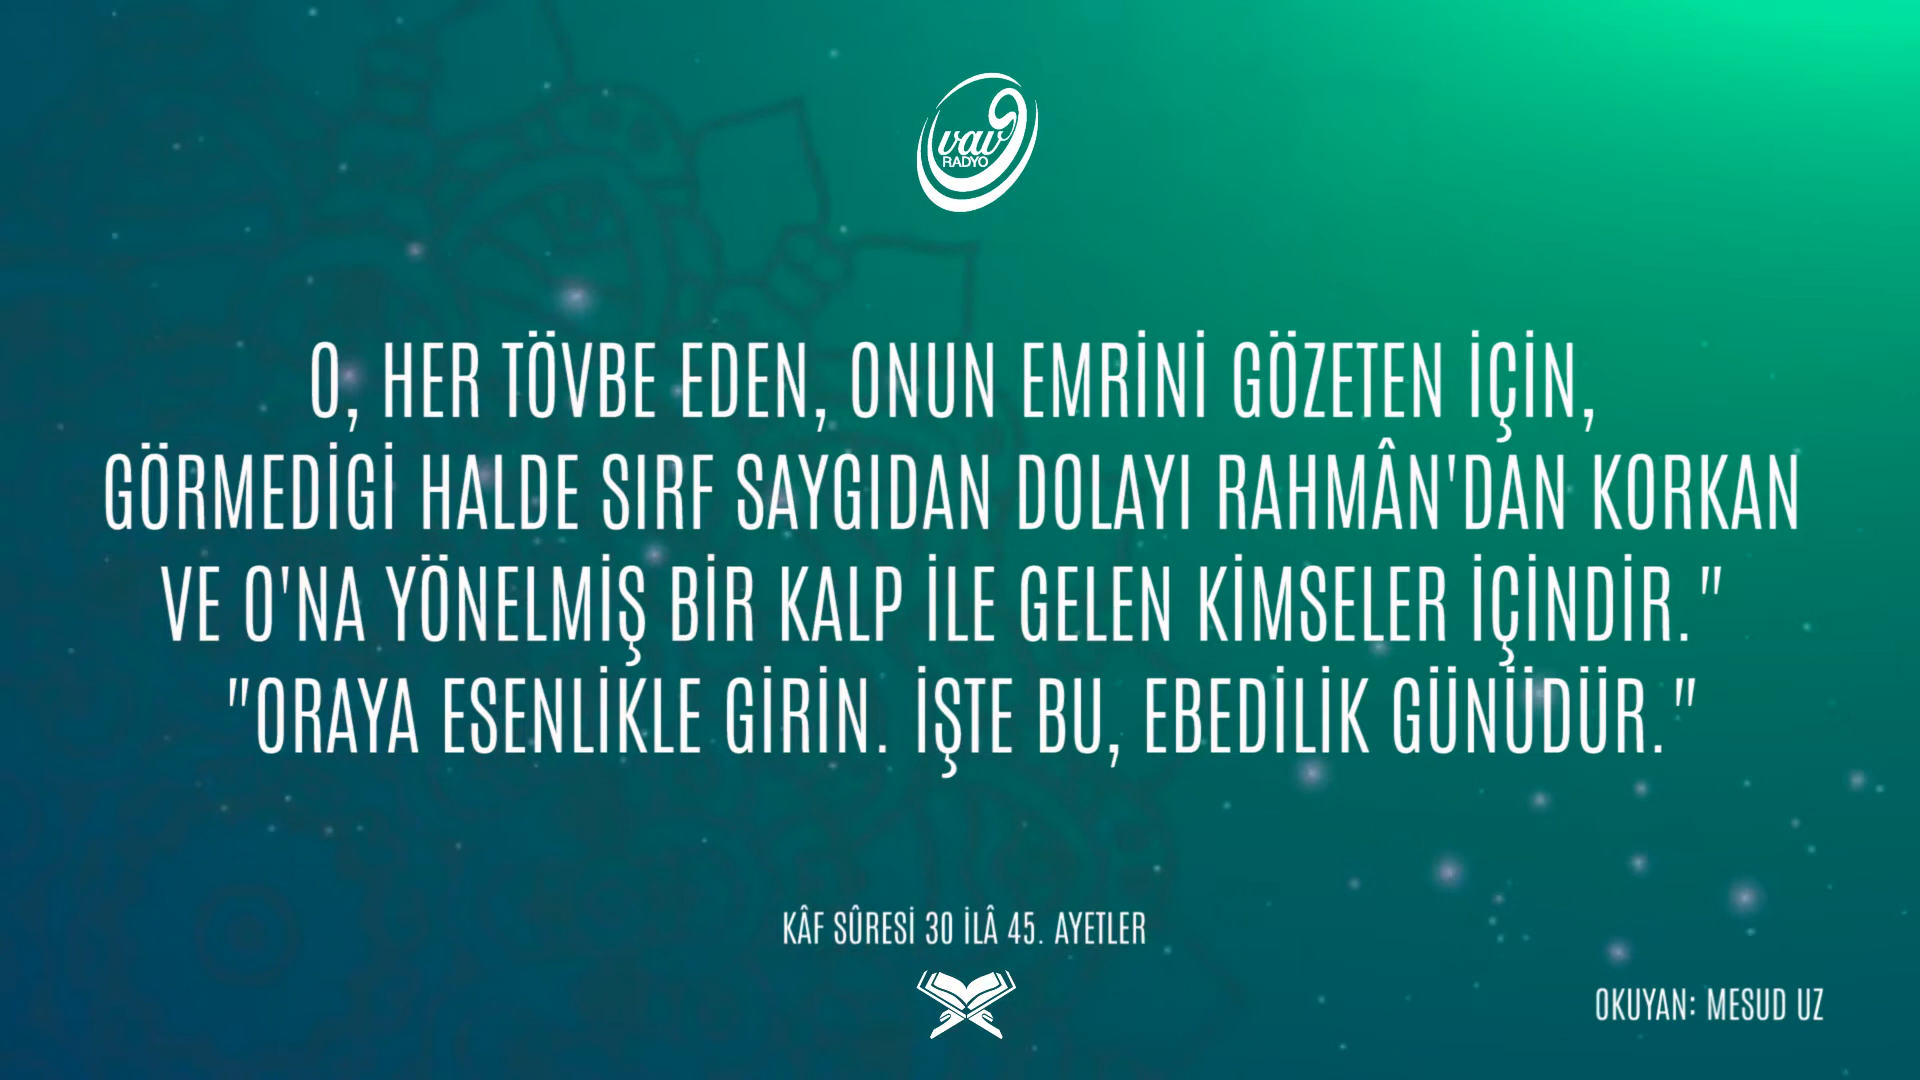 vav
RADYO
O, HER TÖVBE EDEN, ONUN EMRİNİ GÖZETEN İÇİN,
GÖRMEDİGİ HALDE SIRF SAYGIDAN DOLAYI RAHMÂN'DAN KORKAN
VE O'NA YÖNELMİŞ BİR KALP İLE GELEN KİMSELER İÇİNDİR."
"ORAYA ESENLİKLE GİRİN. İŞTE BU, EBEDİLİK GÜNÜDÜR."
KÂF SÛRESİ 30 İLÂ 45. AYETLER
OKUYAN: MESUD UZ